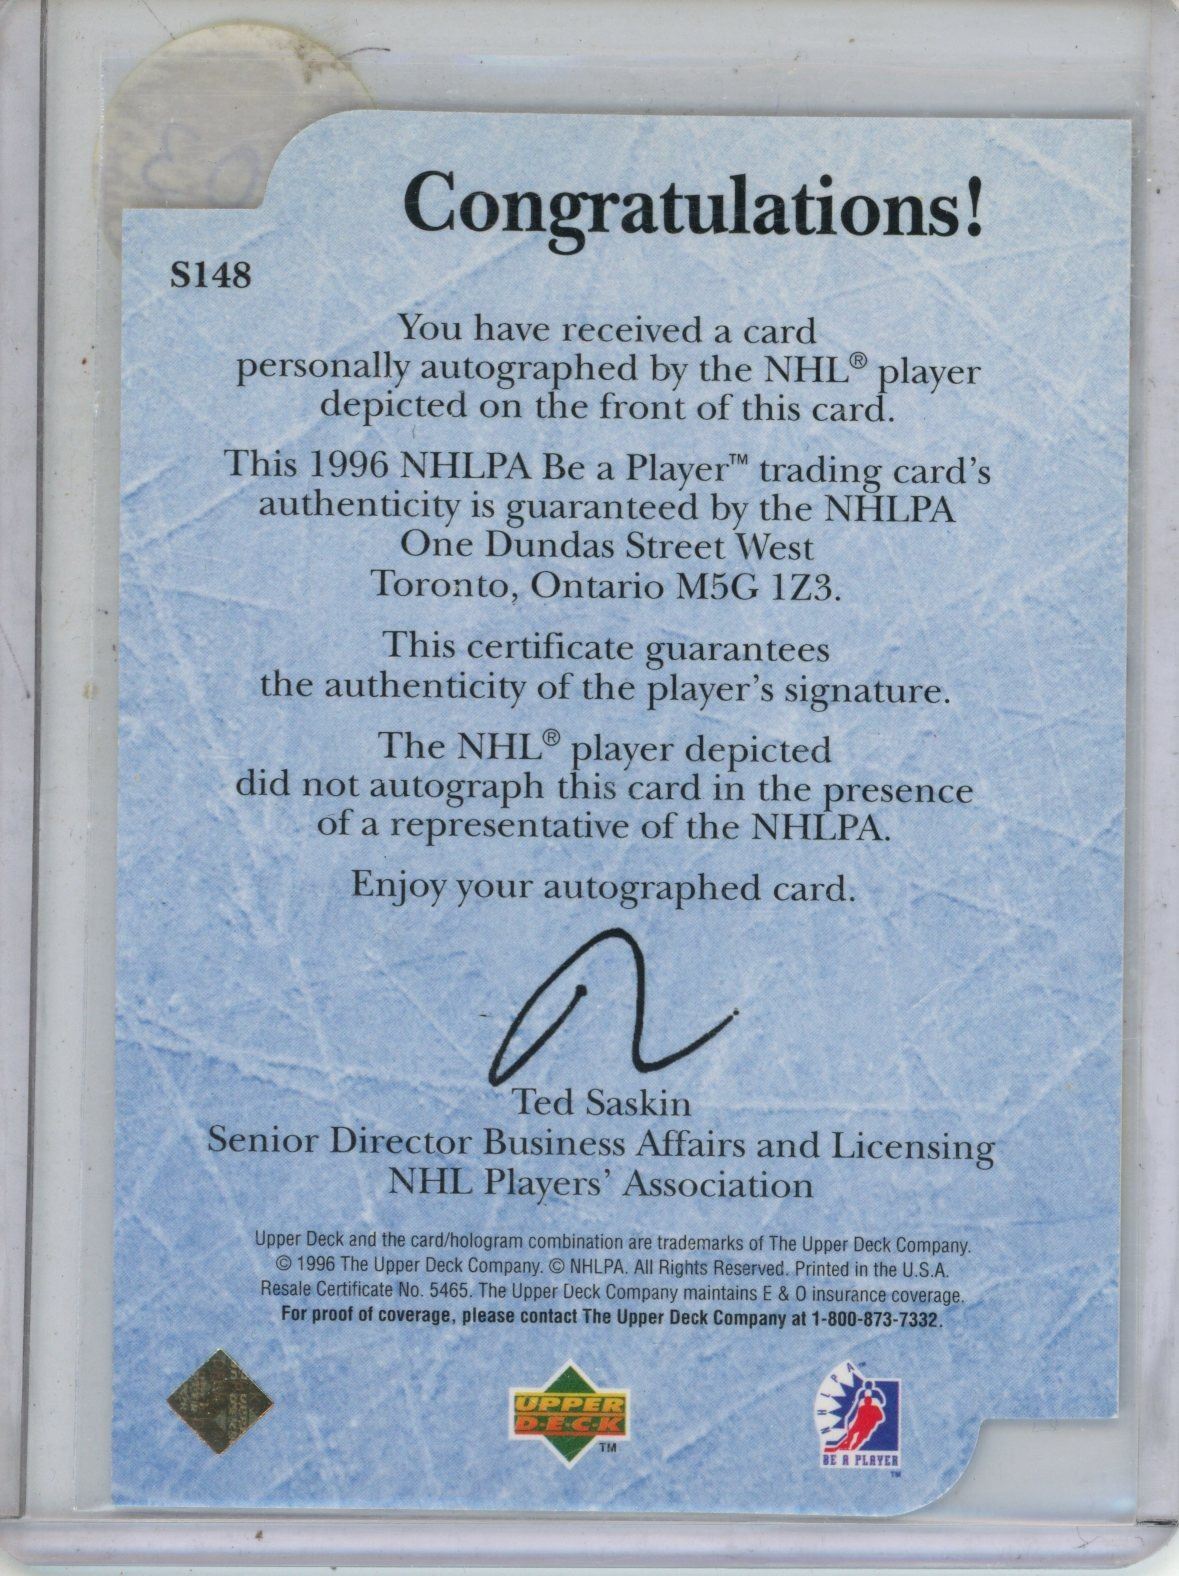 Congratulations!
S148
You have received a card
personally autographed by the NHL® player
depicted on the front of this card.
This 1996 NHLPA Be a Player™ trading card's
authenticity is guaranteed by the NHLPA
One Dundas Street West
Toronto, Ontario M5G 1Z3.
This certificate guarantees
the authenticity of the player's signature.
The NHL® player depicted
did not autograph this card in the presence
of a representative of the NHLPA.
Enjoy your autographed card.
Ted Saskin
Senior Director Business Affairs and Licensing
NHL Players' Association
Upper Deck and the card/hologram combination are trademarks of The Upper Deck Company.
© 1996 The Upper Deck Company. © NHLPA. All Rights Reserved. Printed in the U.S.A.
Resale Certificate No. 5465. The Upper Deck Company maintains E & O insurance coverage.
For proof of coverage, please contact The Upper Deck Company at 1-800-873-7332.
UPPER
D·E·C·K
TM
NHLPA
BE A PLAYER
TM